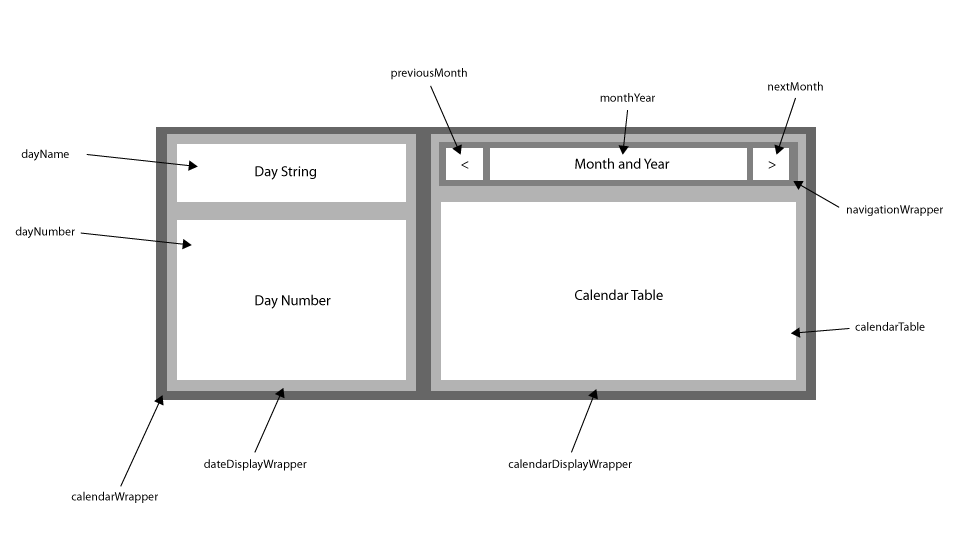 previousMonth
nextMonth
monthYear
dayName
Day String
<
Month and Year
>
navigationWrapper
dayNumber
Day Number
Calendar Table
calendarTable
dateDisplayWrapper
calendarDisplayWrapper
calendarWrapper